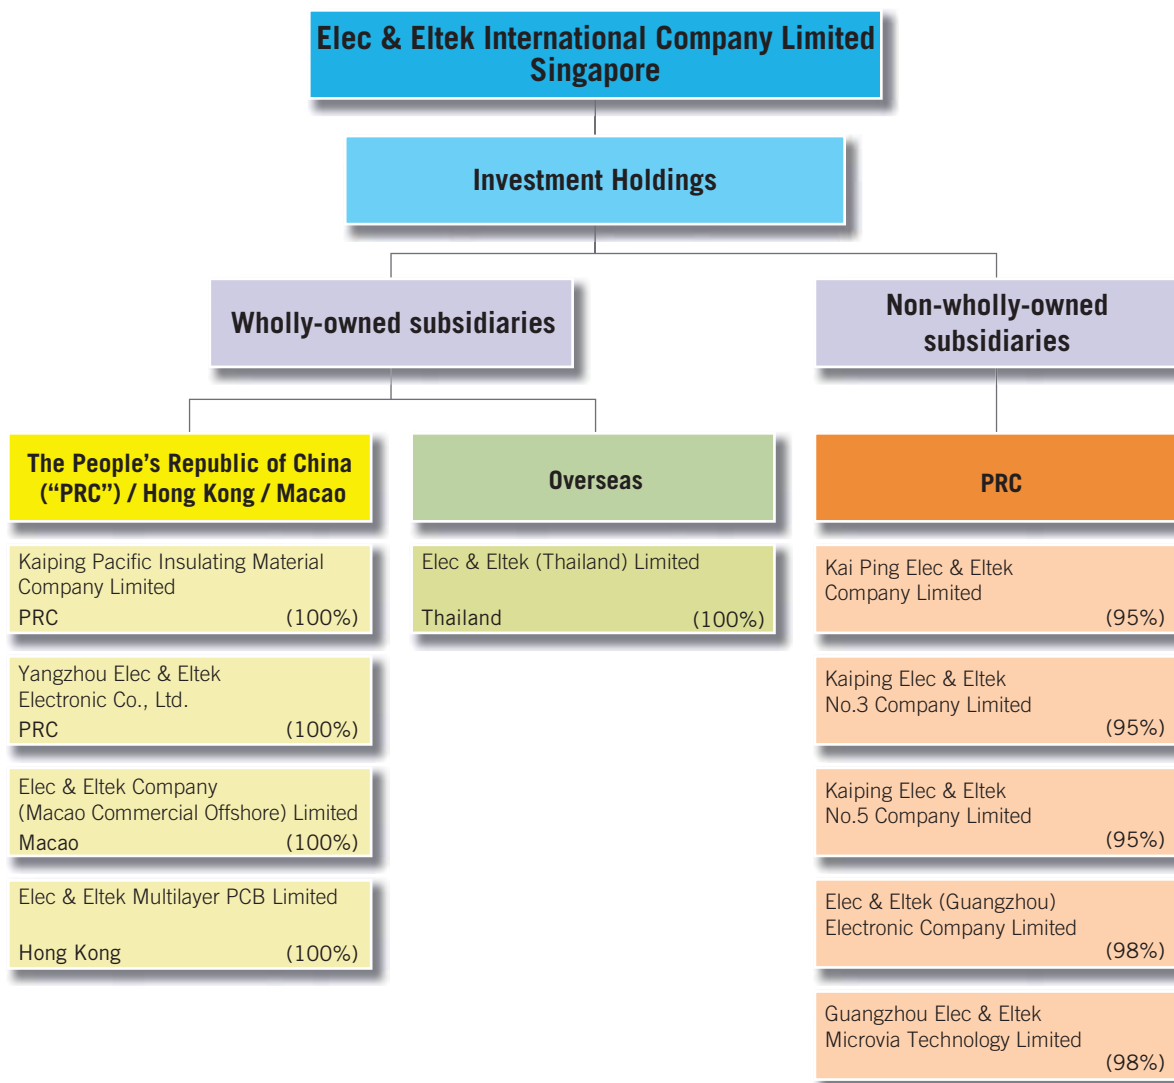 Elec & Eltek International Company Limited
Singapore
Investment Holdings
Wholly-owned subsidiaries
Non-wholly-owned
subsidiaries
The People's Republic of China
(“PRC”) / Hong Kong / Macao
Kaiping Pacific Insulating Material
Company Limited
PRC (100%)
Yangzhou Elec & Eltek
Electronic Co., Ltd.
PRC (100%)
Elec & Eltek Company
(Macao Commercial Offshore) Limited
Macao (100%)
Elec & Eltek Multilayer PCB Limited
Hong Kong (100%)
Overseas
Elec & Eltek (Thailand) Limited
Thailand (100%)
PRC
Kai Ping Elec & Eltek
Company Limited
(95%)
Kaiping Elec & Eltek
No.3 Company Limited
(95%)
Kaiping Elec & Eltek
No.5 Company Limited
(95%)
Elec & Eltek (Guangzhou)
Electronic Company Limited
(98%)
Guangzhou Elec & Eltek
Microvia Technology Limited
(98%)